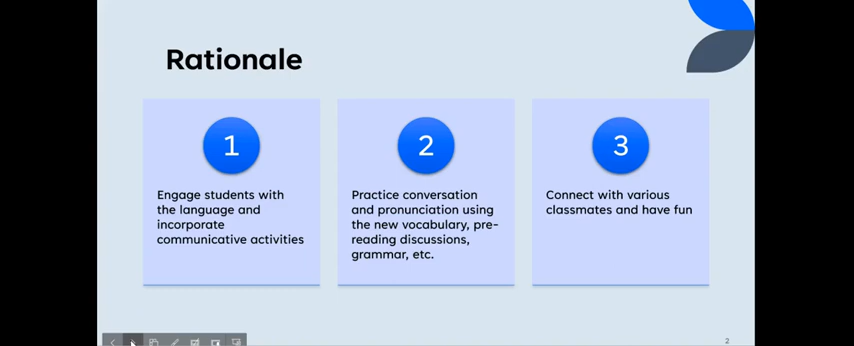 Rationale
1
Engage students with
the language and
incorporate
communicative activities
2
Practice conversation
and pronunciation using
the new vocabulary, pre-
reading discussions,
grammar, etc.
3
Connect with various
classmates and have fun
2